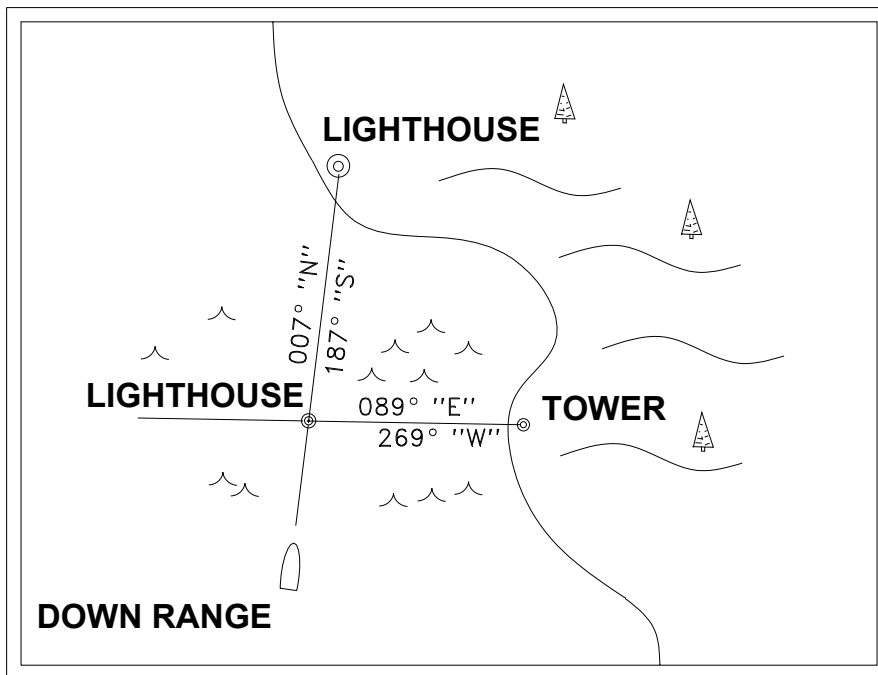 LIGHTHOUSE
007° "N"
187° "S"
LIGHTHOUSE
089° "E"
269° "W"
TOWER
DOWN RANGE